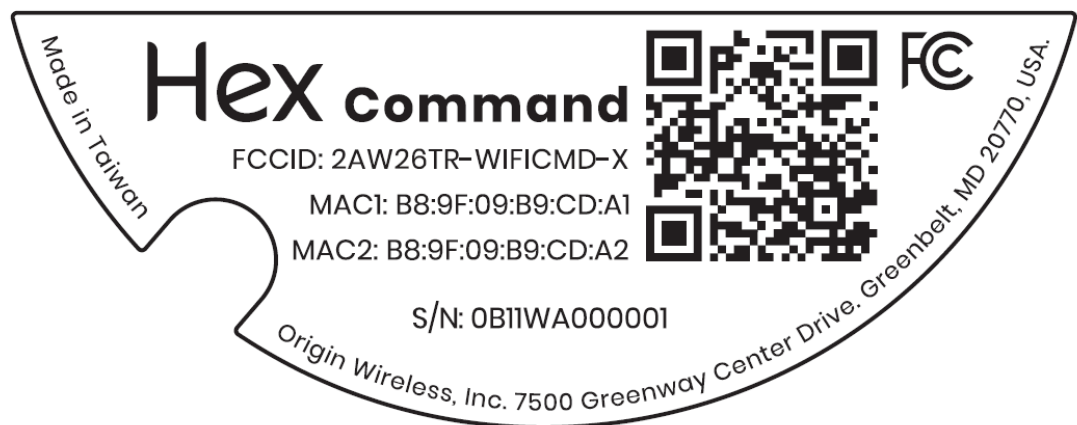 Made in Taiwan
Hex Command
FCCID: 2AW26TR-WIFICMD-X
MAC1: B8:9F:09:B9:CD:A1
MAC2: B8:9F:09:B9:CD:A2
S/N: 0B11WA000001
Origin Wireless, Inc. 7500 Greenway Center Drive. Greenbelt, MD 20770, USA.
FC